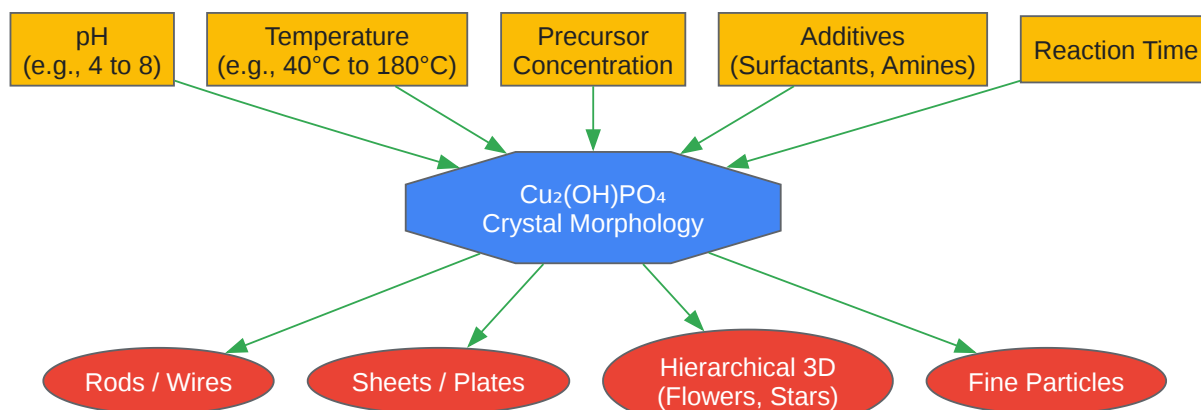 pH
(e.g., 4 to 8)
Temperature
(e.g., 40°C to 180°C)
Precursor
Concentration
Additives
(Surfactants, Amines)
Reaction Time
Cu₂(OH)PO₄
Crystal Morphology
Rods / Wires
Sheets / Plates
Hierarchical 3D
(Flowers, Stars)
Fine Particles